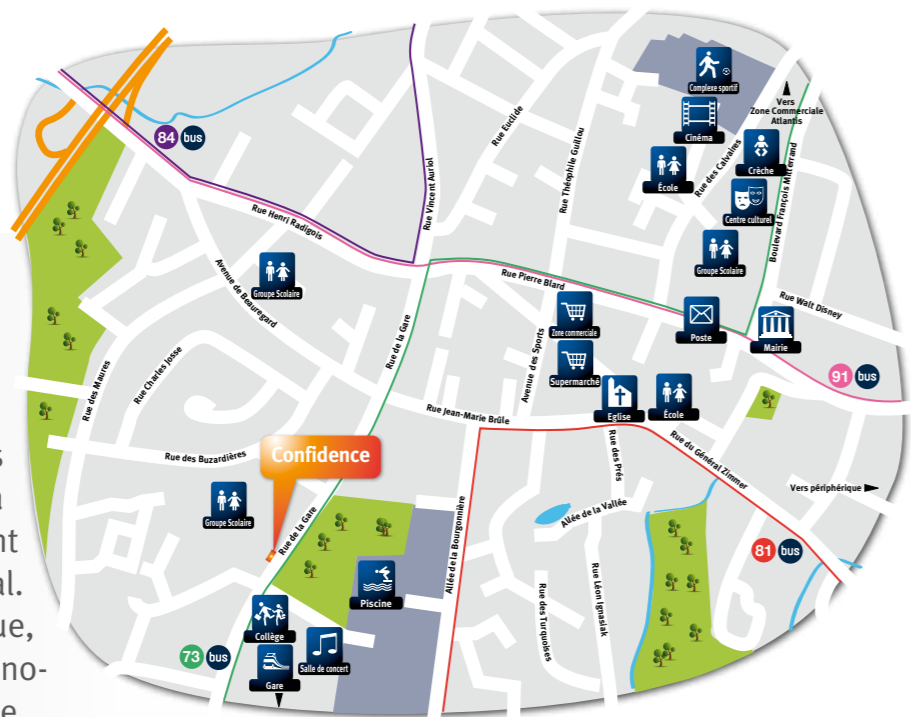 Complexe sportif
Vers
Zone Commerciale
Atlantis
84 bus
Rue Euclide
Rue Vincent Auriol
Rue Théophile Guillou
Cinéma
École
Rue des Calvaires
Crèche
Centre culturel
Boulevard François Mitterrand
Groupe Scolaire
Rue Henri Radigois
Avenue de Beauregard
Groupe Scolaire
Rue Pierre Blard
Rue Walt Disney
Zone commerciale
Poste
Mairie
Rue de la Gare
Avenue des Sports
Supermarché
91 bus
Rue des Maures
Rue Charles Josse
Rue Jean-Marie Brûle
Eglise
École
Rue des Buzardières
Confidence
Rue des Prés
Rue du Général Zimmer
Vers périphérique
Groupe Scolaire
Rue de la Gare
Allée de la Bourgonnière
Allée de la Vallée
81 bus
Piscine
Rue des Turquoises
Rue Léon Ignasiak
Collège
73 bus
Salle de concert
Gare
s
a
nt
al.
ue,
no-
e